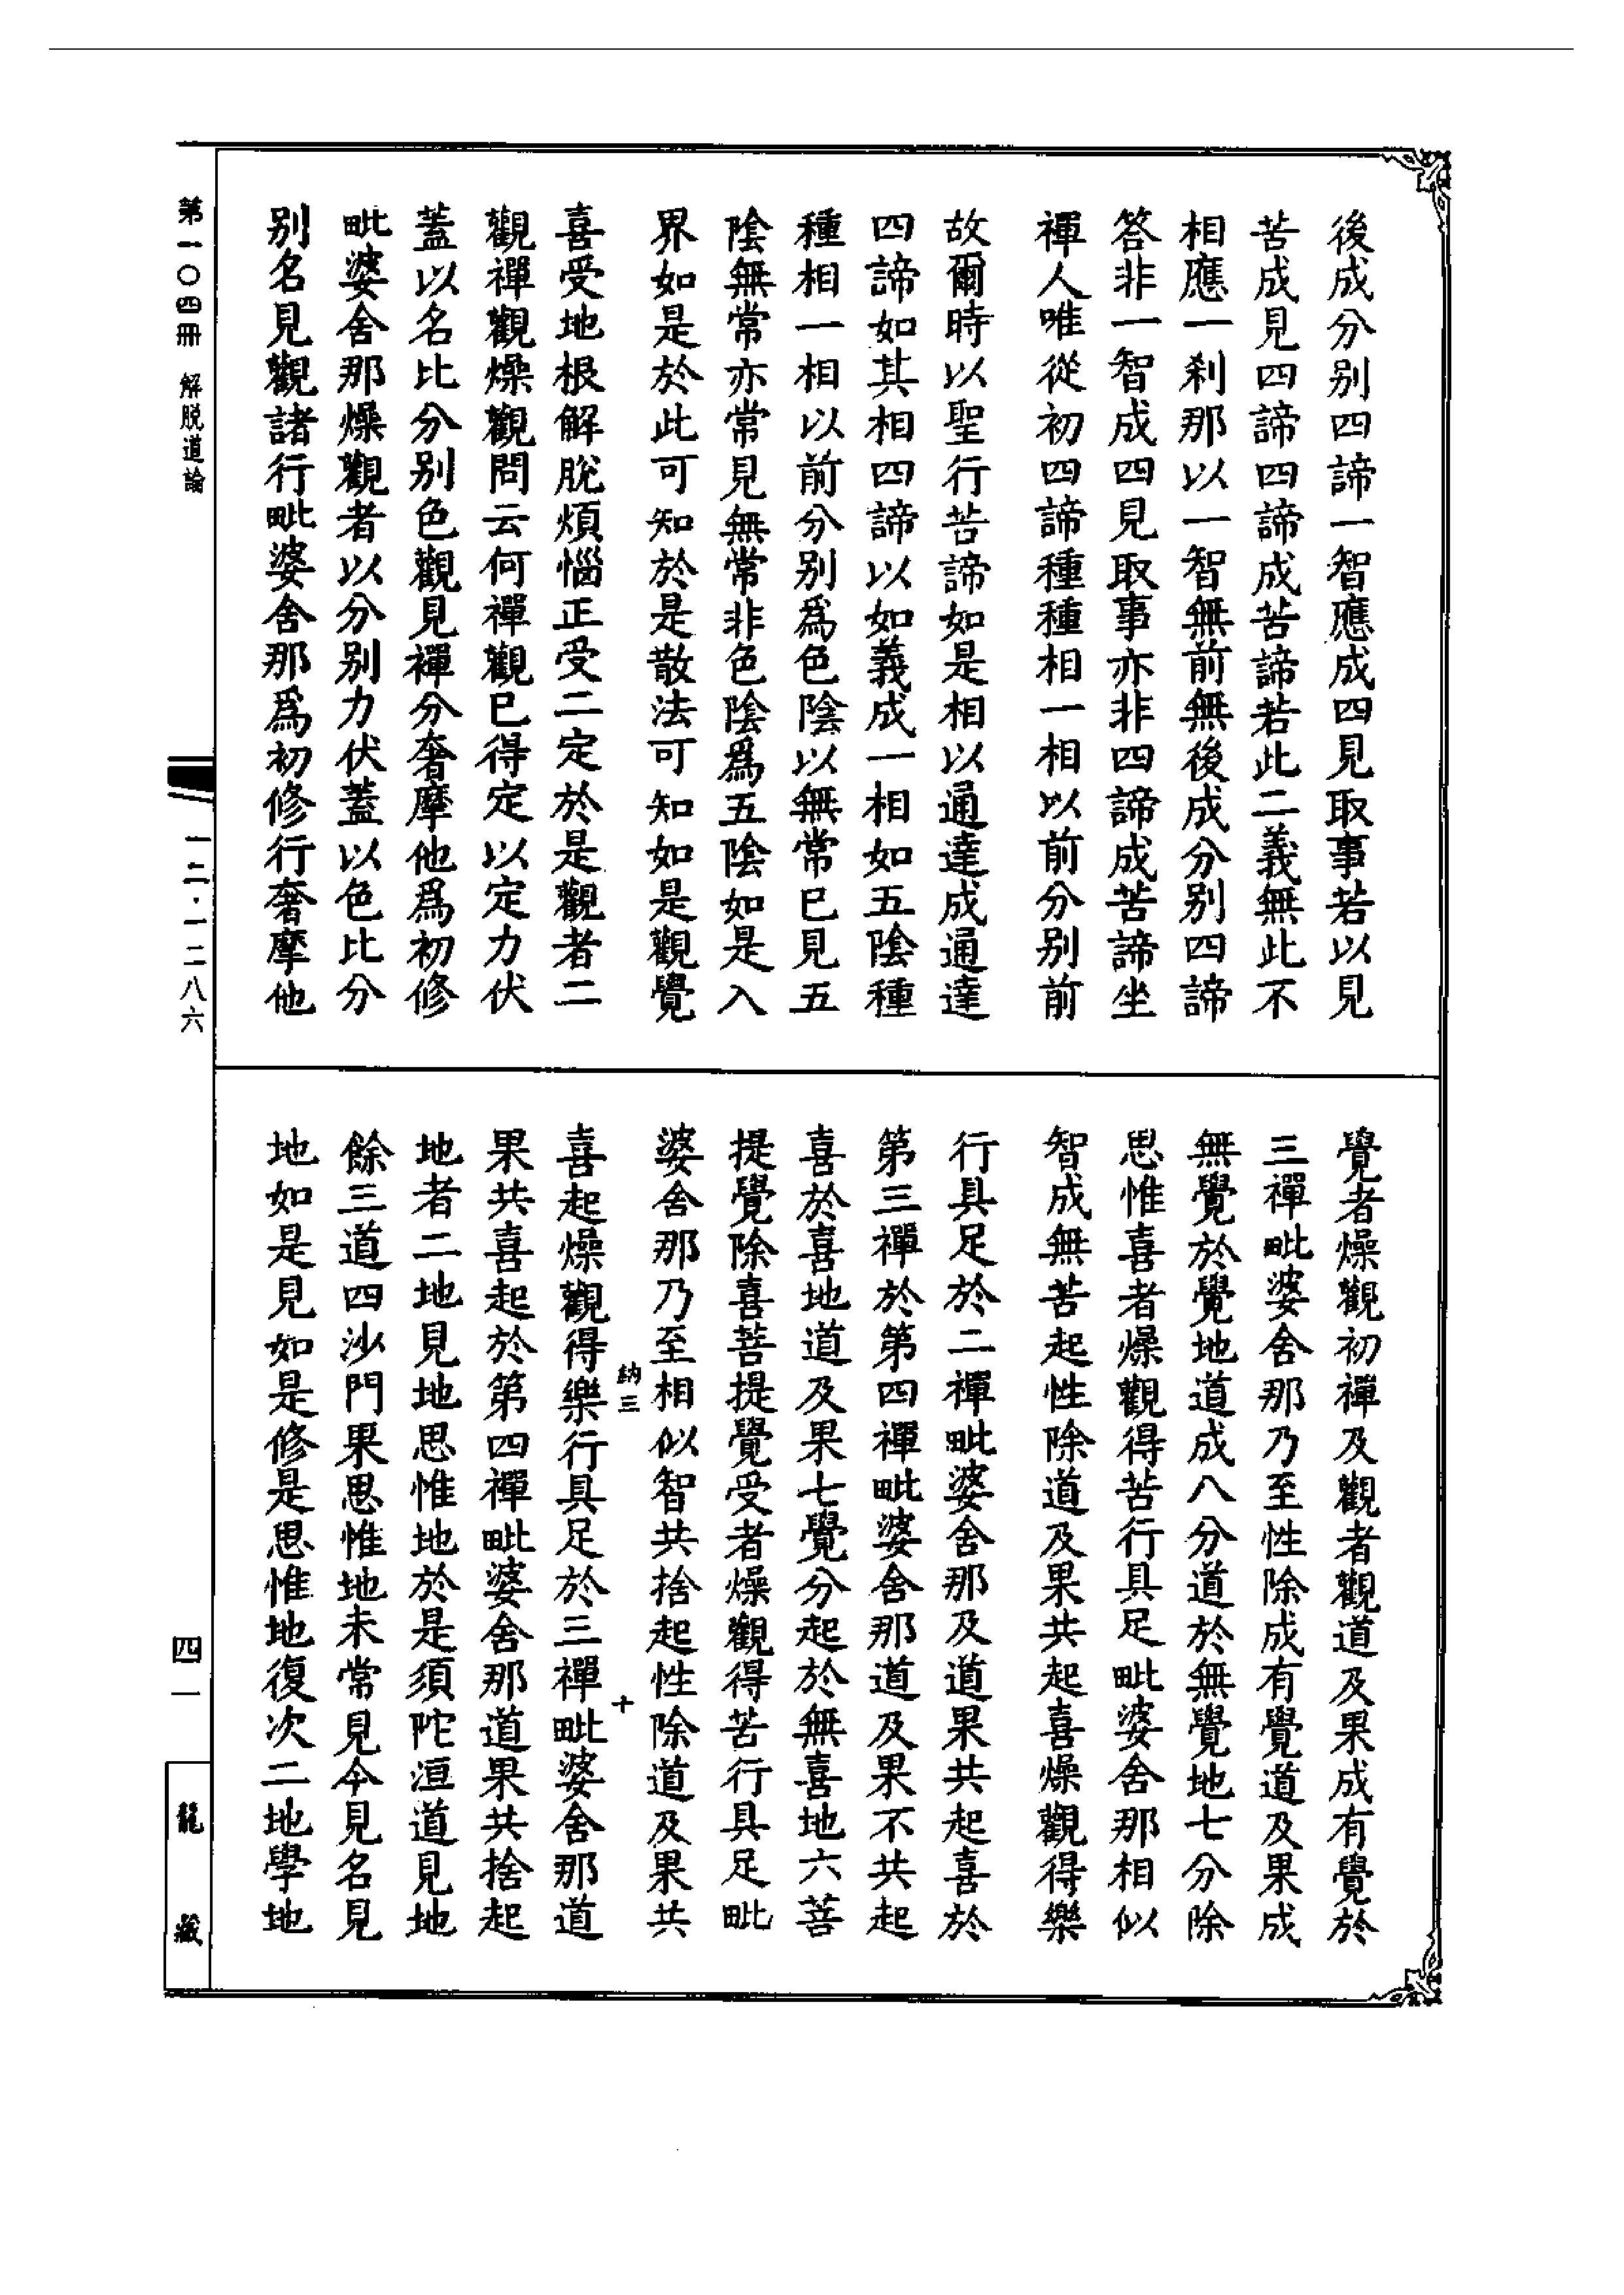 後成分别四諦一智應成四見取事若以見
苦成見四諦四諦成苦諦若此二義無此不
相應一刹那以一智無前無後成分别四諦
答非一智成四見取事亦非四諦成苦諦坐
禪人唯從初四諦種種相一相以前分别前
故爾時以聖行苦諦如是相以通達成通達
四諦如其相四諦以如義成一相如五陰種
種相一相以前分别爲色陰以無常已見五
陰無常亦常見無常非色陰爲五陰如是入
界如是於此可知於是散法可知如是觀覺
喜受地根解脫煩惱正受二定於是觀者二
觀禪觀燥觀問云何禪觀已得定以定力伏
蓋以名比分别色觀見禪分奢摩他爲初修
毗婆舍那燥觀者以分别力伏蓋以色比分
别名見觀諸行毗婆舍那爲初修行奢摩他
覺者燥觀初禪及觀者觀道及果成有覺於
三禪毗婆舍那乃至性除成有覺道及果成
無覺於覺地道成八分道於無覺地七分除
思惟喜者燥觀得苦行具足毗婆舍那相似
智成無苦起性除道及果共起喜燥觀得樂
行具足於二禪毗婆舍那及道果共起喜於
第三禪於第四禪毗婆舍那道及果不共起
喜於喜地道及果七覺分起於無喜地六菩
提覺除喜菩提覺受者燥觀得苦行具足毗
婆舍那乃至相似智共捨起性除道及果共
納三 十
喜起燥觀得樂行具足於三禪毗婆舍那道
果共喜起於第四禪毗婆舍那道果共捨起
地者二地見地思惟地於是須陀洹道見地
餘三道四沙門果思惟地未常見今見名見
地如是見如是修是思惟地復次二地學地
第一〇四冊 解脫道論
一二·一二八六
四一
龍藏